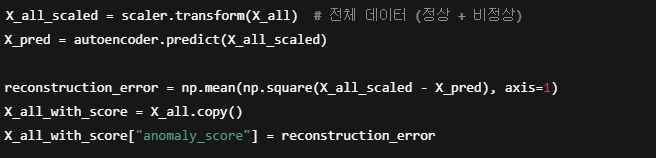 X_all_scaled = scaler.transform(X_all)  # 전체 데이터 (정상 + 비정상)
X_pred = autoencoder.predict(X_all_scaled)
reconstruction_error = np.mean(np.square(X_all_scaled - X_pred), axis=1)
X_all_with_score = X_all.copy()
X_all_with_score["anomaly_score"] = reconstruction_error